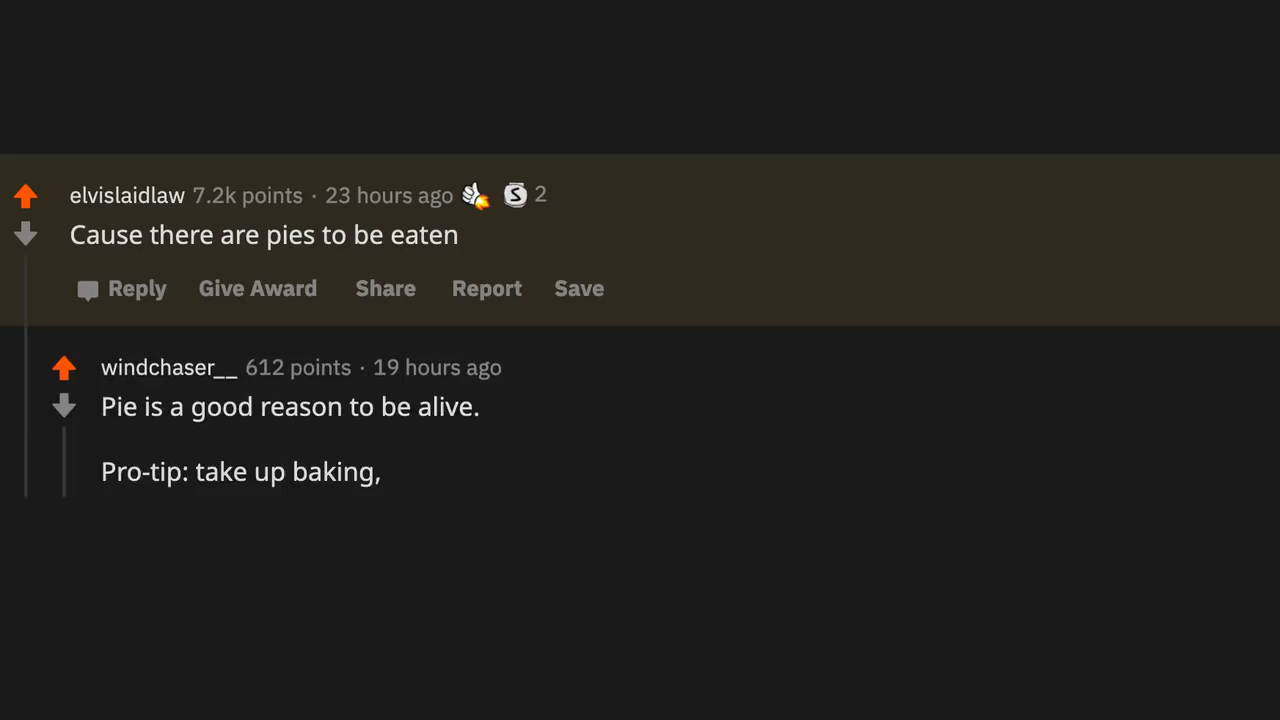 elvislaidlaw 7.2k points · 23 hours ago 2
Cause there are pies to be eaten
Reply Give Award Share Report Save
windchaser__ 612 points · 19 hours ago
Pie is a good reason to be alive.
Pro-tip: take up baking,